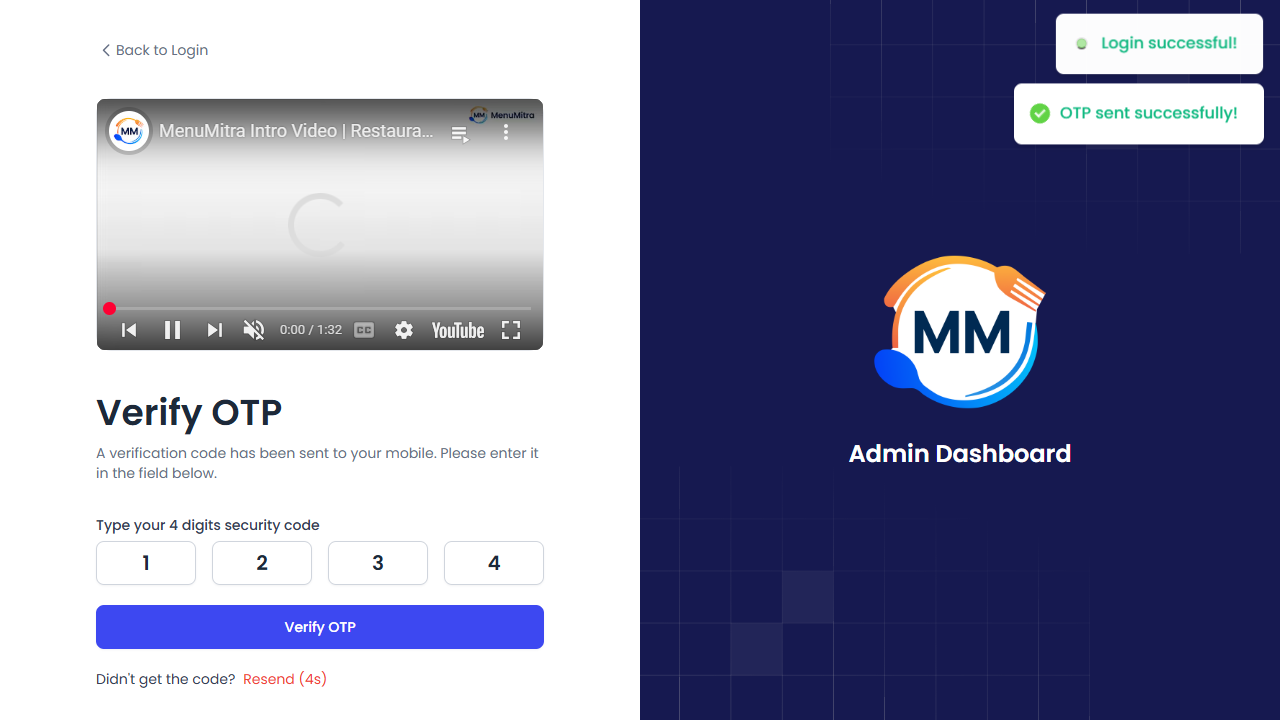 Back to Login
MM
MenuMitra Intro Video | Restaura...
MM MenuMitra
0:00 / 1:32
CC
YouTube
Verify OTP
A verification code has been sent to your mobile. Please enter it
in the field below.
Type your 4 digits security code
1 2 3 4
Verify OTP
Didn't get the code? Resend (4s)
Login successful!
OTP sent successfully!
MM
Admin Dashboard